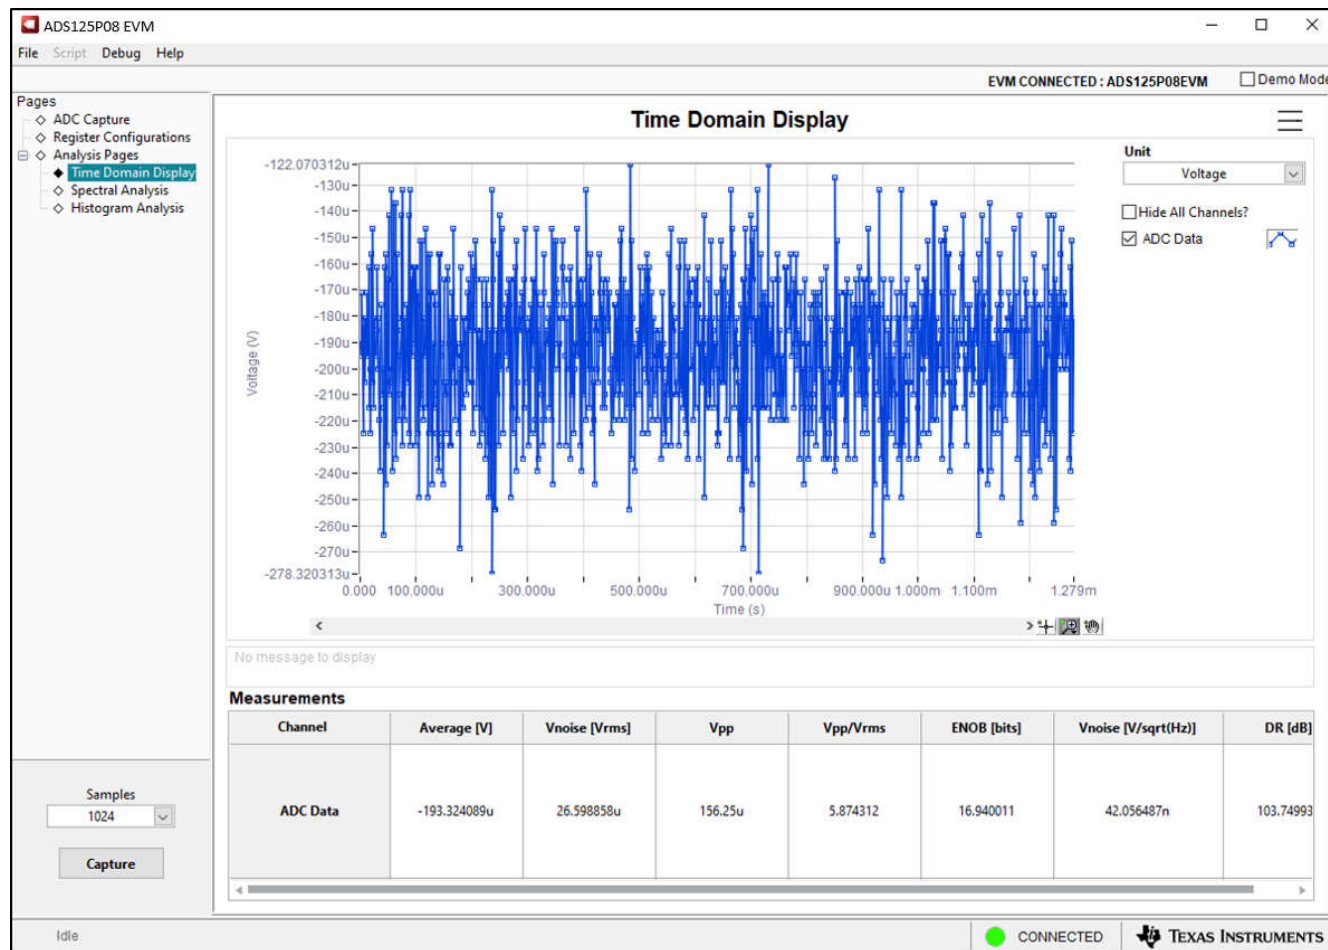 ADS125P08 EVM
File Script Debug Help
EVM CONNECTED : ADS125P08EVM Demo Mode
Pages
ADC Capture
Register Configurations
Analysis Pages
Time Domain Display
Spectral Analysis
Histogram Analysis
Samples
1024
Capture
Time Domain Display
-122.070312u
-130u
-140u
-150u
-160u
-170u
-180u
-190u
-200u
-210u
-220u
-230u
-240u
-250u
-260u
-270u
-278.320313u
Voltage (V)
0.000 100.000u 300.000u 500.000u 700.000u 900.000u 1.000m 1.100m 1.279m
Time (s)
Unit
Voltage
Hide All Channels?
ADC Data
No message to display
Measurements
Channel Average [V] Vnoise [Vrms] Vpp Vpp/Vrms ENOB [bits] Vnoise [V/sqrt(Hz)] DR [dB]
ADC Data -193.324089u 26.598858u 156.25u 5.874312 16.940011 42.056487n 103.74993
Idle CONNECTED TEXAS INSTRUMENTS